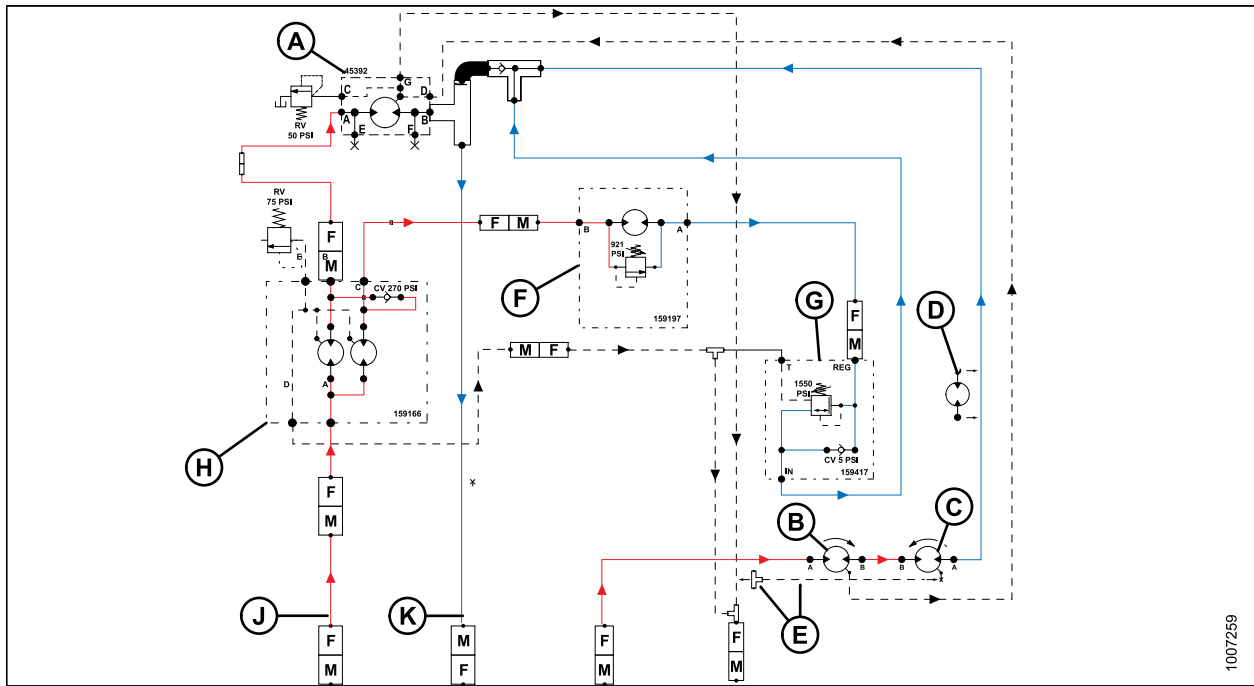 A
45392
G
C
D
A
B
E
F
RV
50 PSI
RV
75 PSI
F
M
B
E
C
CV 270 PSI
F M
B
A
921
PSI
F
159197
G
F
M
D
M F
T
REG
1550
PSI
CV 5 PSI
IN
159417
D
A
159166
H
F
M
B
C
A
B
B
A
E
J
K
F
M
M
F
F
M
F
M
1007259